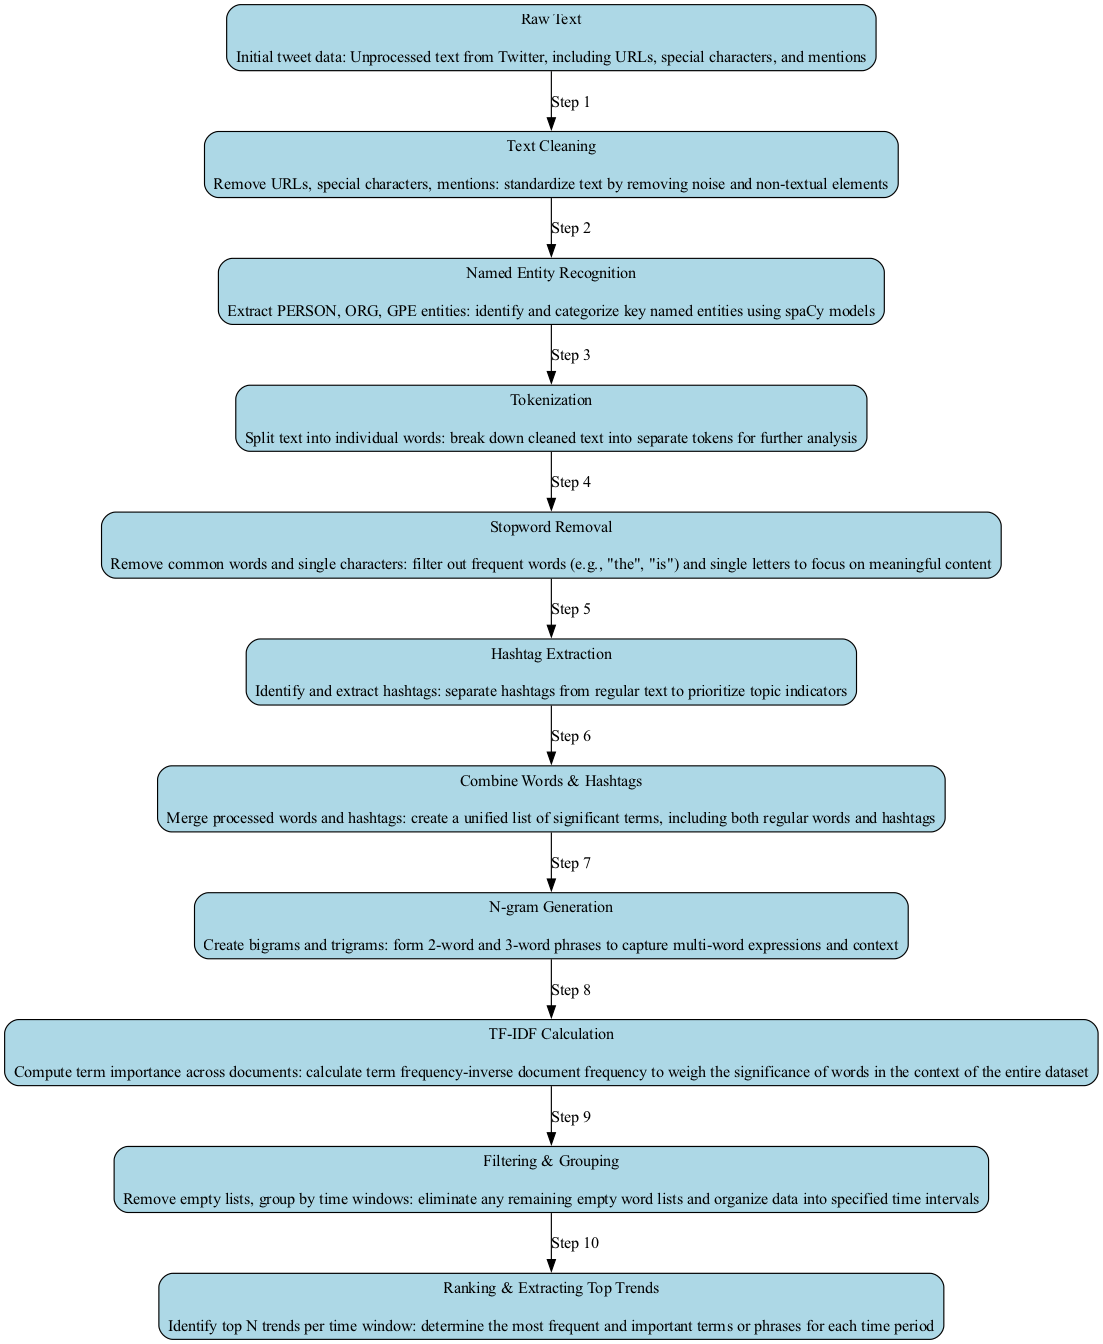 Raw Text
Initial tweet data: Unprocessed text from Twitter, including URLs, special characters, and mentions
Step 1
Text Cleaning
Remove URLs, special characters, mentions: standardize text by removing noise and non-textual elements
Step 2
Named Entity Recognition
Extract PERSON, ORG, GPE entities: identify and categorize key named entities using spaCy models
Step 3
Tokenization
Split text into individual words: break down cleaned text into separate tokens for further analysis
Step 4
Stopword Removal
Remove common words and single characters: filter out frequent words (e.g., "the", "is") and single letters to focus on meaningful content
Step 5
Hashtag Extraction
Identify and extract hashtags: separate hashtags from regular text to prioritize topic indicators
Step 6
Combine Words & Hashtags
Merge processed words and hashtags: create a unified list of significant terms, including both regular words and hashtags
Step 7
N-gram Generation
Create bigrams and trigrams: form 2-word and 3-word phrases to capture multi-word expressions and context
Step 8
TF-IDF Calculation
Compute term importance across documents: calculate term frequency-inverse document frequency to weigh the significance of words in the context of the entire dataset
Step 9
Filtering & Grouping
Remove empty lists, group by time windows: eliminate any remaining empty word lists and organize data into specified time intervals
Step 10
Ranking & Extracting Top Trends
Identify top N trends per time window: determine the most frequent and important terms or phrases for each time period